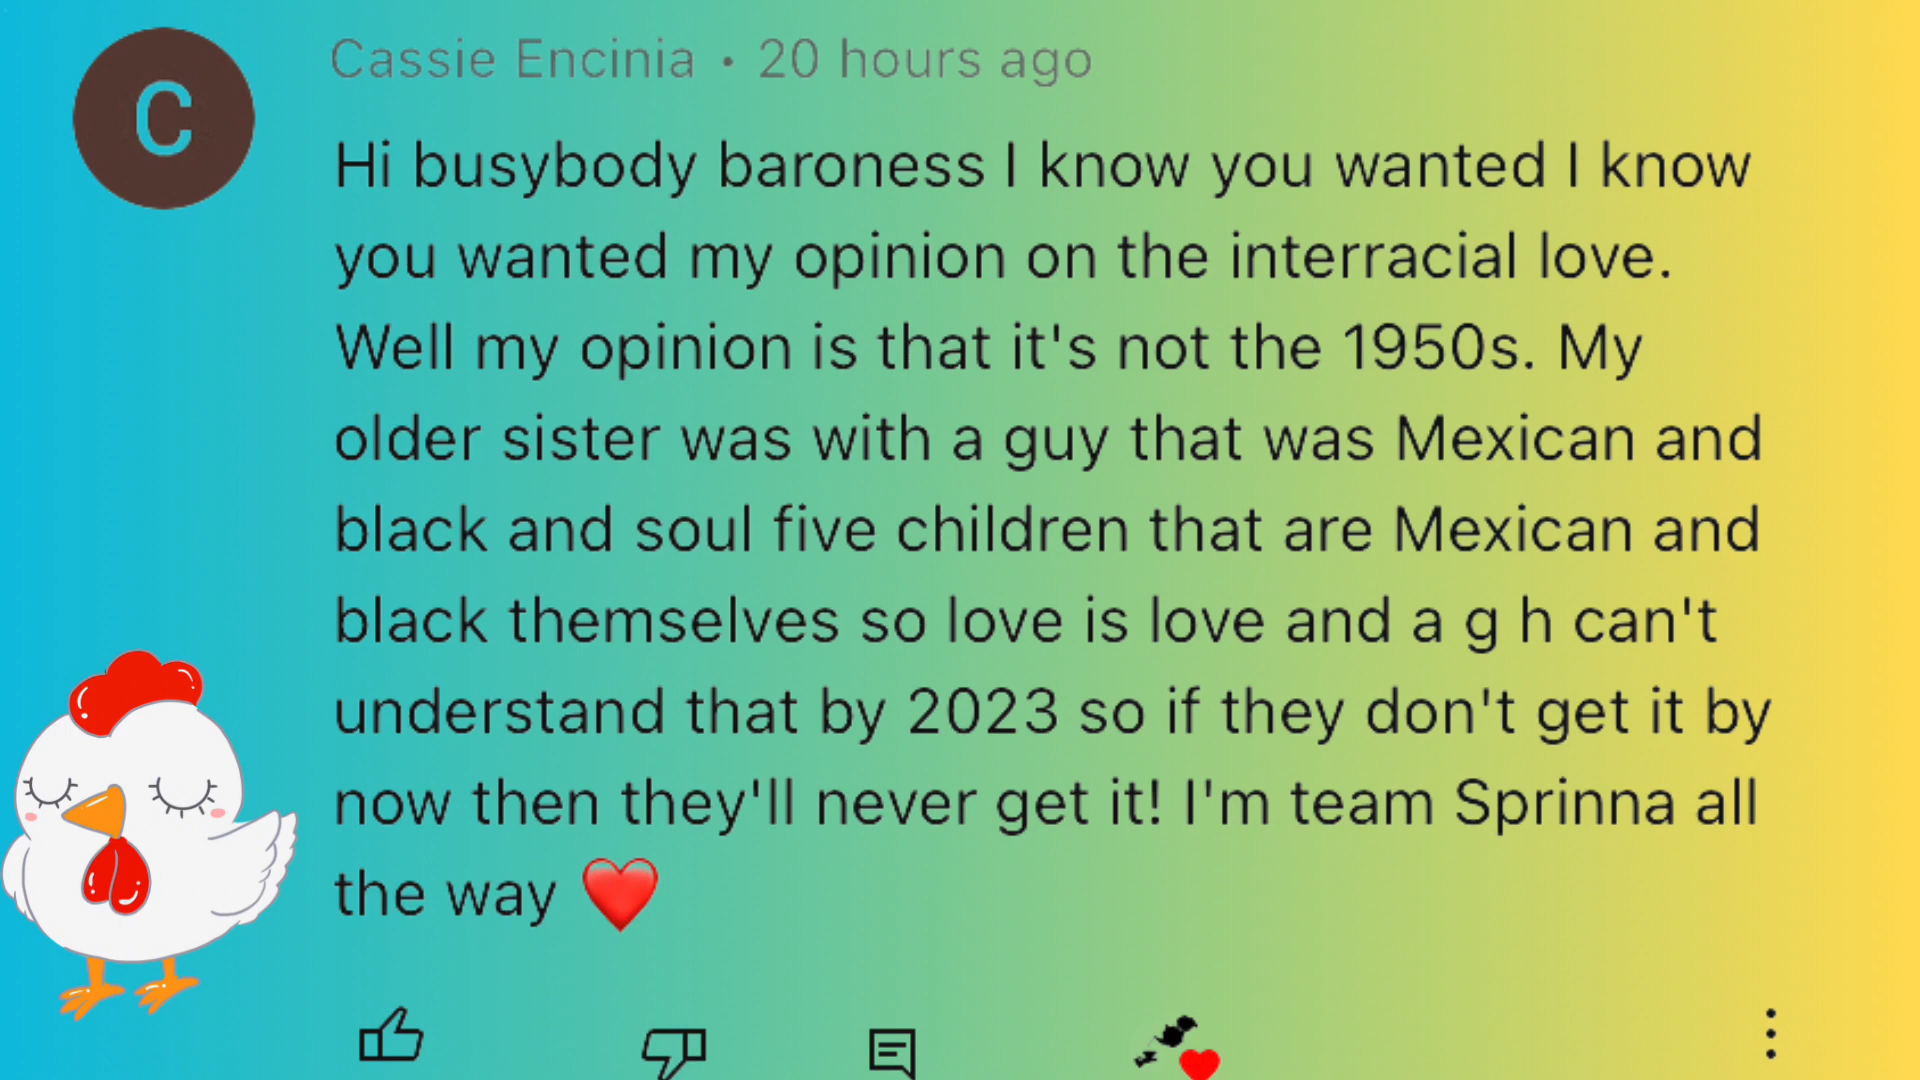 C
Cassie Encinia • 20 hours ago
Hi busybody baroness I know you wanted I know
you wanted my opinion on the interracial love.
Well my opinion is that it's not the 1950s. My
older sister was with a guy that was Mexican and
black and soul five children that are Mexican and
black themselves so love is love and a g h can't
understand that by 2023 so if they don't get it by
now then they'll never get it! I'm team Sprinna all
the way ❤️